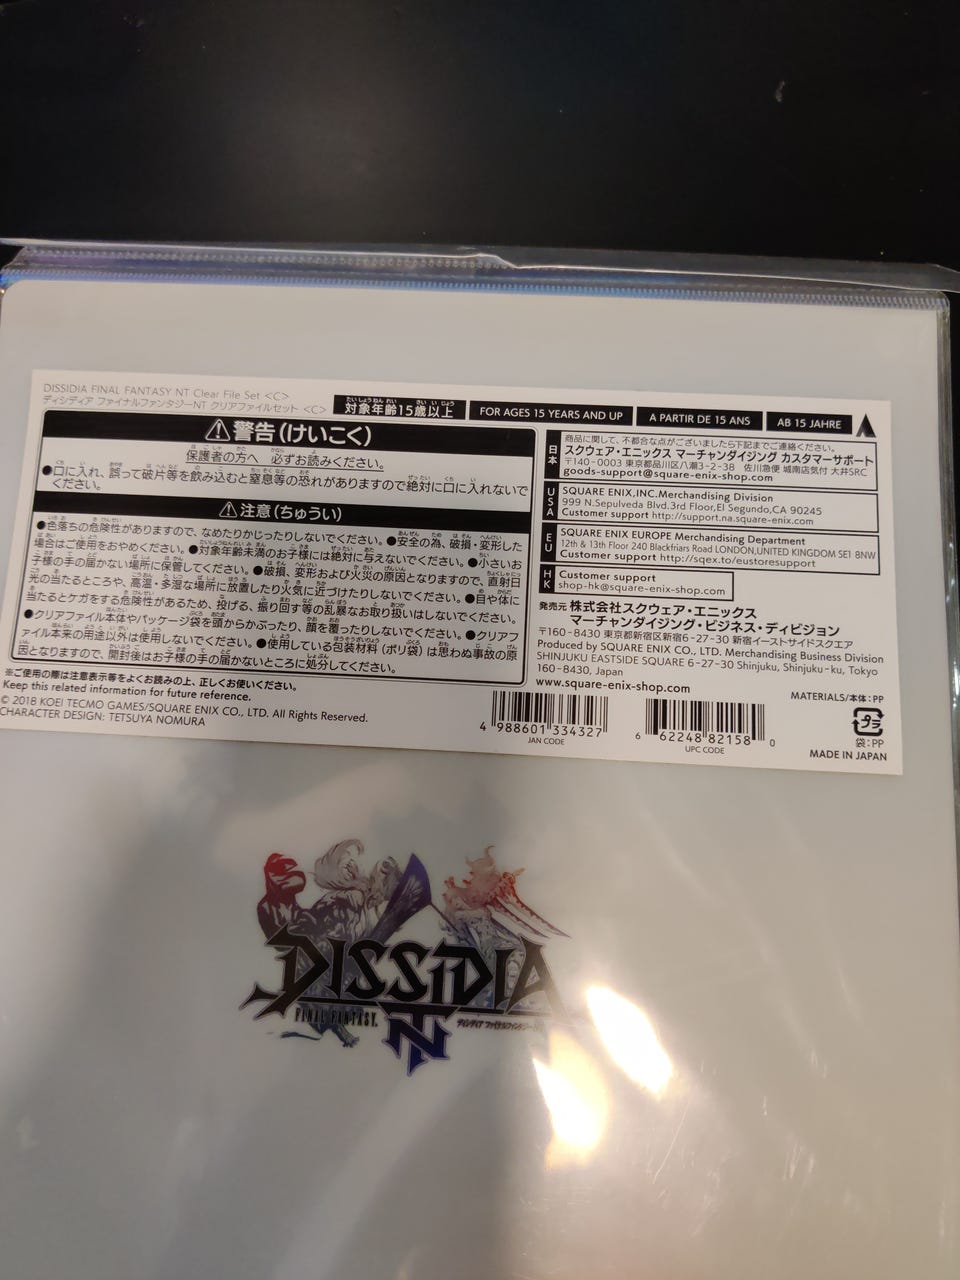 DISSIDIA FINAL FANTASY NT Clear File Set <C>
ディシディア ファイナルファンタジーNT クリアファイルセット <C>
対象年齢15歳以上
FOR AGES 15 YEARS AND UP
A PARTIR DE 15 ANS
AB 15 JAHRE
警告(けいこく)
保護者の方へ 必ずお読みください。
●口に入れ、誤って破片等を飲み込むと窒息等の恐れがありますので絶対に口に入れないで
ください。
注意(ちゅうい)
●色落ちの危険性がありますので、なめたりかじったりしないでください。●安全の為、破損・変形した
場合はご使用をおやめください。●対象年齢未満のお子様には絶対に与えないでください。●小さいお
子様の手の届かない場所に保管してください。●破損、変形および火災の原因となりますので、直射日
光の当たるところや、高温・多湿な場所に放置したり火気に近づけたりしないでください。●目や体に
当たるとケガをする危険性があるため、投げる、振り回す等の乱暴なお取り扱いはしないでください。
●クリアファイル本体やパッケージ袋を頭からかぶったり、顔を覆ったりしないでください。●クリアフ
ァイル本来の用途以外は使用しないでください。●使用している包装材料(ポリ袋)は思わぬ事故の原
因となりますので、開封後はお子様の手の届かないところに処分してください。
※ご使用の際は注意表示等をよくお読みの上、正しくお使いください。
Keep this related information for future reference.
© 2018 KOEI TECMO GAMES/SQUARE ENIX CO., LTD. All Rights Reserved.
CHARACTER DESIGN: TETSUYA NOMURA
日本
商品に関して、不都合な点がございましたら下記までご連絡ください。
スクウェア・エニックス マーチャンダイジング カスタマーサポート
〒140-0003 東京都品川区八潮3-2-38 佐川急便 城南店気付 大井SRC
goods-support@square-enix-shop.com
USA
SQUARE ENIX,INC.Merchandising Division
999 N.Sepulveda Blvd.3rd Floor,El Segundo,CA 90245
Customer support http://support.na.square-enix.com
EU
SQUARE ENIX EUROPE Merchandising Department
12th & 13th Floor 240 Blackfriars Road LONDON,UNITED KINGDOM SE1 8NW
Customer support http://sqex.to/eustoresupport
HK
Customer support
shop-hk@square-enix-shop.com
発売元 株式会社スクウェア・エニックス
マーチャンダイジング・ビジネス・ディビジョン
〒160-8430 東京都新宿区新宿6-27-30 新宿イーストサイドスクエア
Produced by SQUARE ENIX CO., LTD. Merchandising Business Division
SHINJUKU EASTSIDE SQUARE 6-27-30 Shinjuku, Shinjuku-ku, Tokyo
160-8430, Japan
www.square-enix-shop.com
4 988601 334327
JAN CODE
6 62248 82158 0
UPC CODE
MATERIALS/本体:PP
プラ
袋:PP
MADE IN JAPAN
DISSIDIA
FINAL FANTASY.
NT
ディシディア ファイナルファンタジー